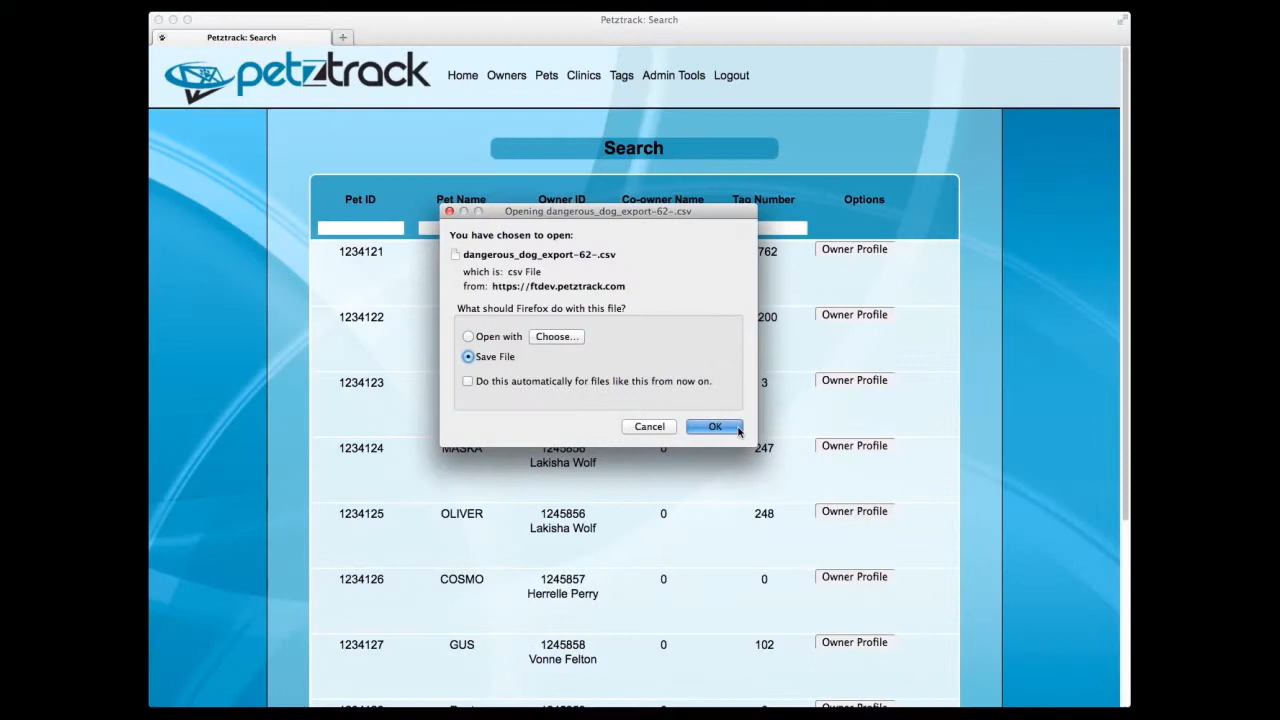 Petztrack: Search
Petztrack: Search
petztrack
Home Owners Pets Clinics Tags Admin Tools Logout
Search
Pet ID Pet Name Owner ID Co-owner Name Tag Number Options
Opening dangerous_dog_export-62-.csv
You have chosen to open:
dangerous_dog_export-62-.csv
which is: csv File
from: https://ftdev.petztrack.com
What should Firefox do with this file?
Open with Choose...
Save File
Do this automatically for files like this from now on.
Cancel OK
1234121 762 Owner Profile
1234122 200 Owner Profile
1234123 3 Owner Profile
1234124 MASKA 1245856 0 247 Owner Profile
Lakisha Wolf
1234125 OLIVER 1245856 0 248 Owner Profile
Lakisha Wolf
1234126 COSMO 1245857 0 0 Owner Profile
Herrelle Perry
1234127 GUS 1245858 0 102 Owner Profile
Vonne Felton